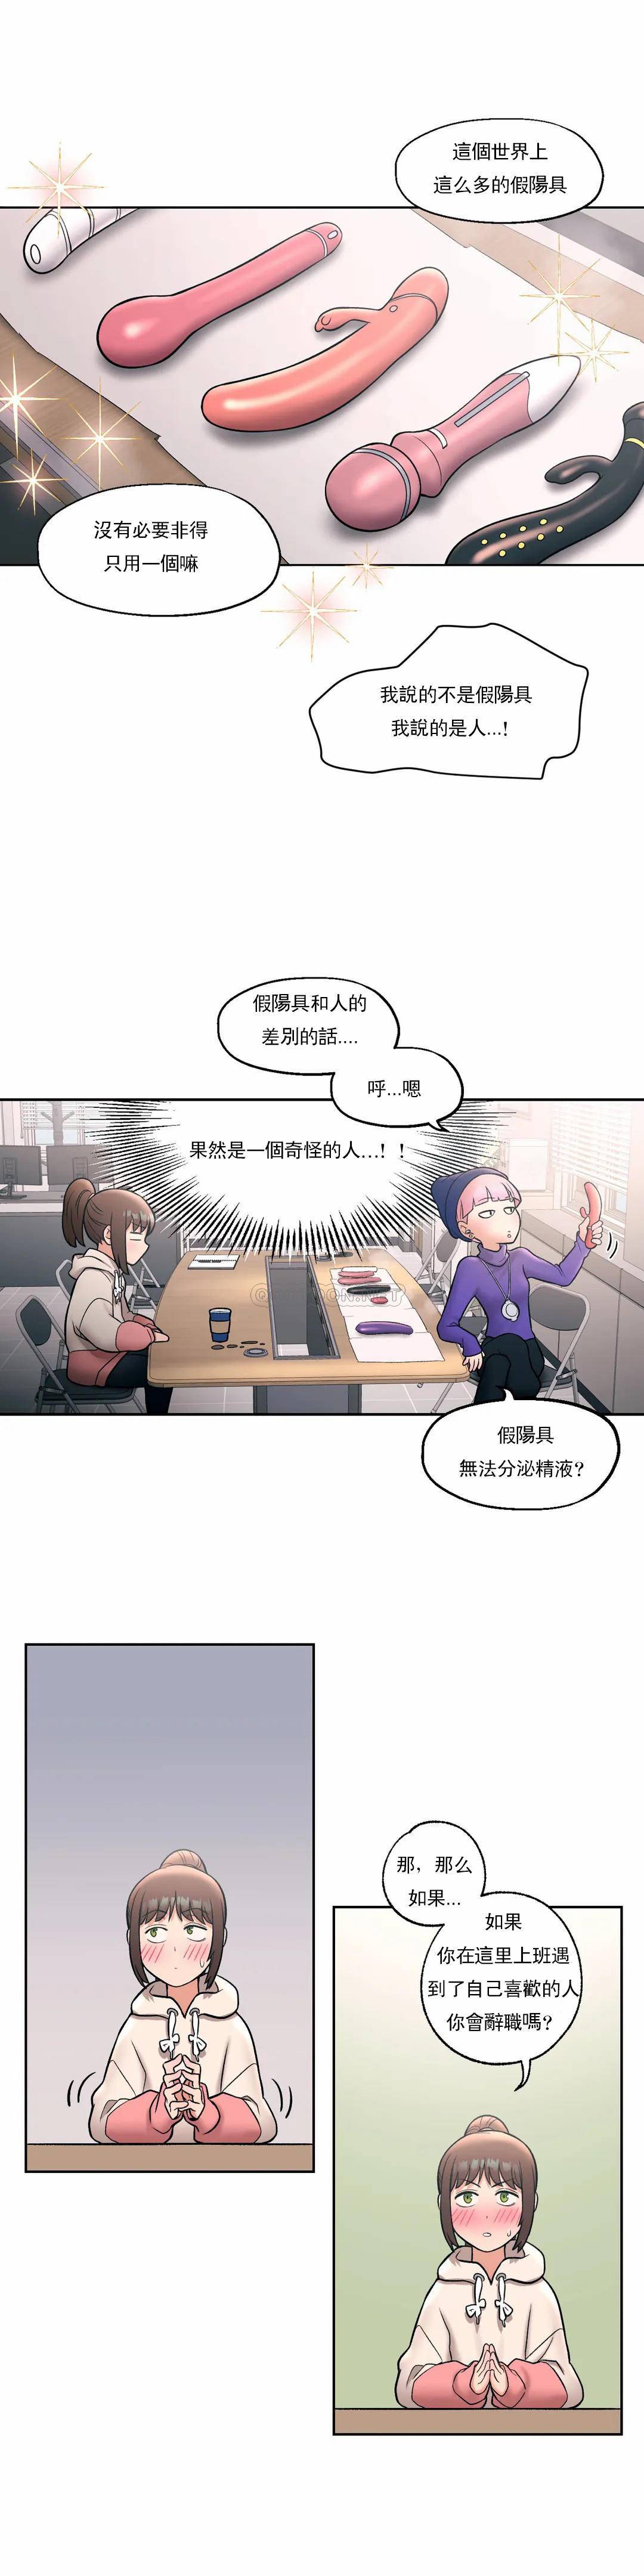 這個世界上
這么多的假陽具
沒有必要非得
只用一個嘛
我說的不是假陽具
我說的是人...!
假陽具和人的
差別的話....
呼...嗯
果然是一個奇怪的人...！！
假陽具
無法分泌精液?
那，那么
如果...
如果
你在這里上班遇
到了自己喜歡的人
你會辭職嗎?